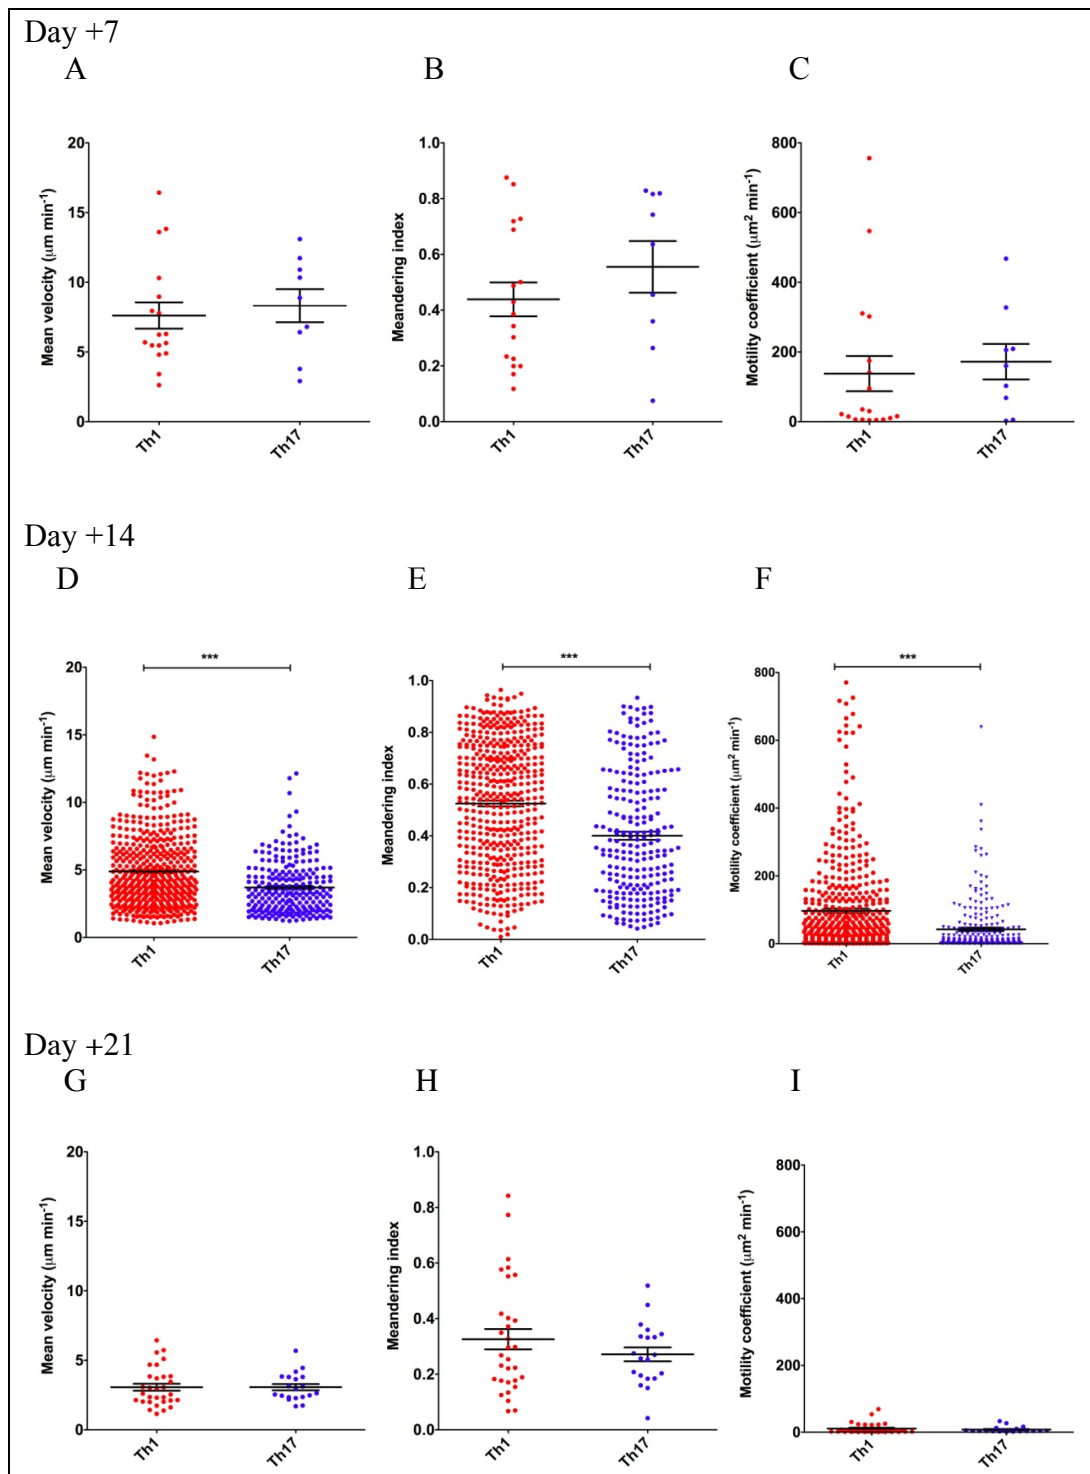 Day +7
A B C
20
15
10
5
0
Mean velocity (µm min⁻¹)
Th1 Th17
1.0
0.8
0.6
0.4
0.2
0.0
Meandering index
Th1 Th17
800
600
400
200
0
Motility coefficient (µm² min⁻¹)
Th1 Th17
Day +14
D E F
***
20
15
10
5
0
Mean velocity (µm min⁻¹)
Th1 Th17
***
1.0
0.8
0.6
0.4
0.2
0.0
Meandering index
Th1 Th17
***
800
600
400
200
0
Motility coefficient (µm² min⁻¹)
Th1 Th17
Day +21
G H I
20
15
10
5
0
Mean velocity (µm min⁻¹)
Th1 Th17
1.0
0.8
0.6
0.4
0.2
0.0
Meandering index
Th1 Th17
800
600
400
200
0
Motility coefficient (µm² min⁻¹)
Th1 Th17